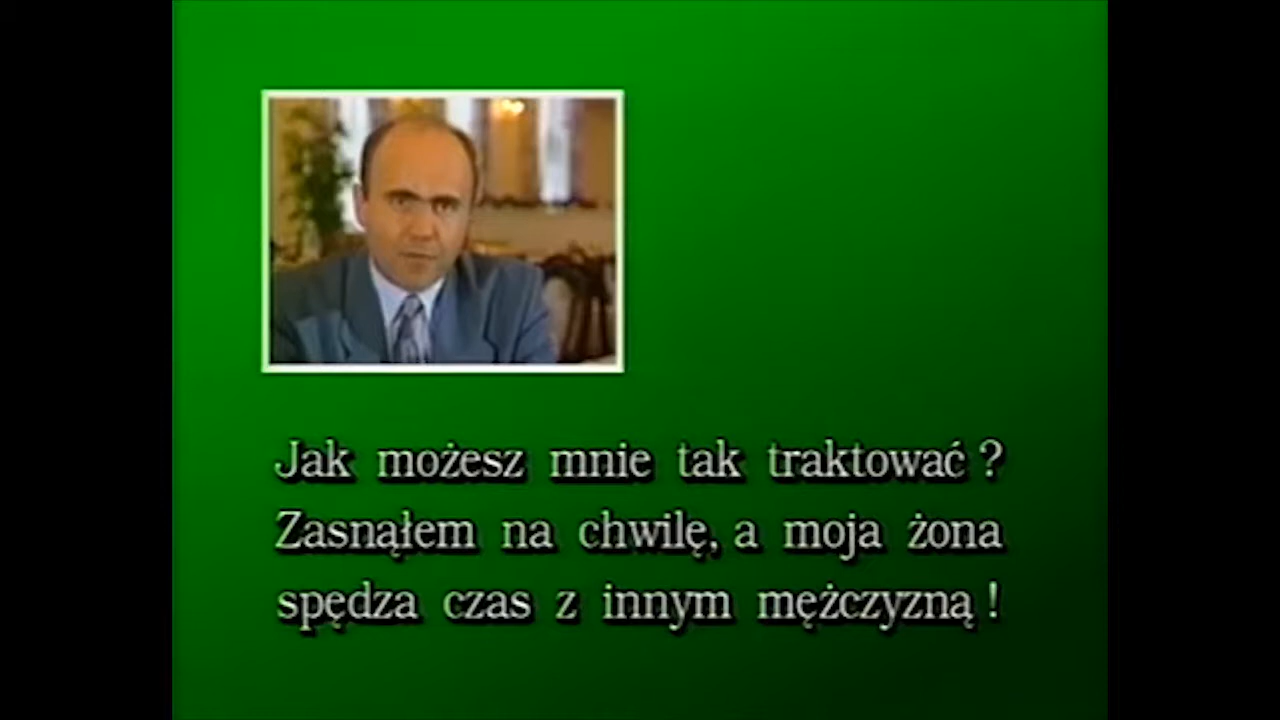 Jak możesz mnie tak traktować ?
Zasnąłem na chwilę, a moja żona
spędza czas z innym mężczyzną !